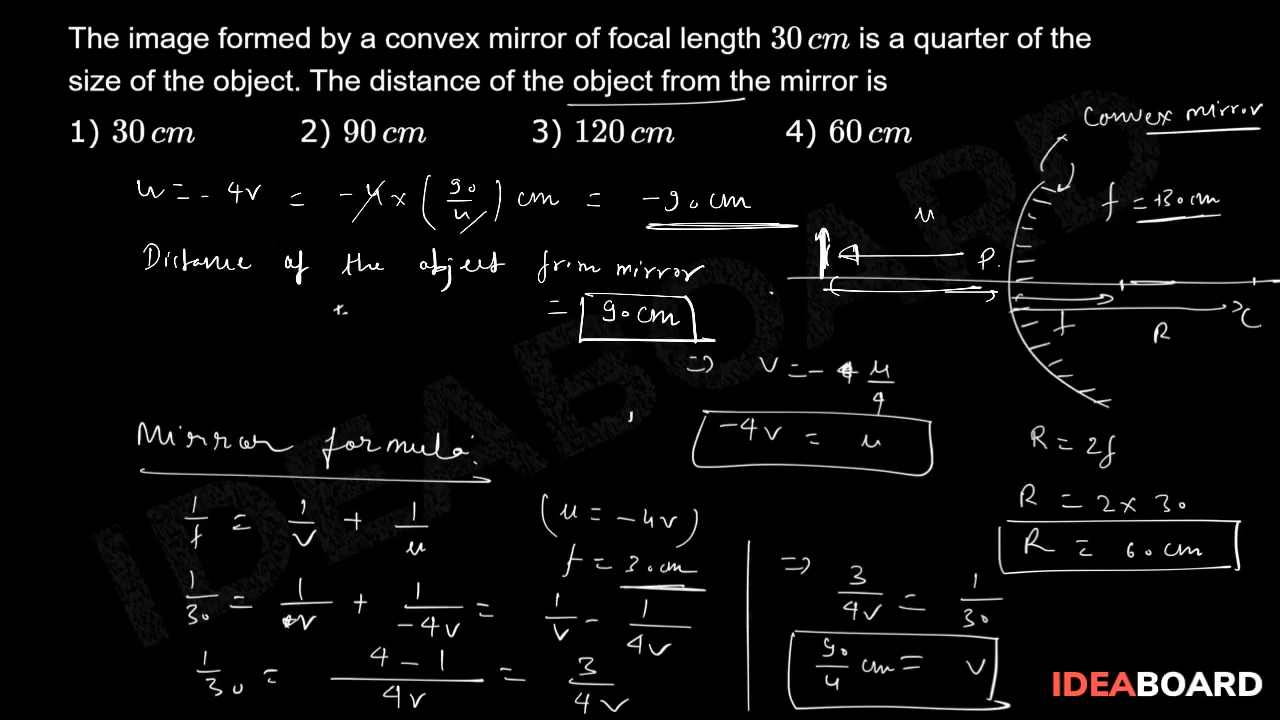 The image formed by a convex mirror of focal length 30 cm is a quarter of the
size of the object. The distance of the object from the mirror is
1) 30 cm 2) 90 cm 3) 120 cm 4) 60 cm
Convex mirror
u = - 4v = - 4 × (90/4) cm = - 90 cm
f = +30 cm
u
P.
Distance of the object from mirror
= 90 cm
f
R
C
⇒ v = - u/4
-4v = u
R = 2f
R = 2 × 30
R = 60 cm
Mirror formula:
1/f = 1/v + 1/u
(u = -4v)
f = 30 cm
1/30 = 1/v + 1/-4v = 1/v - 1/4v
1/30 = 4 - 1/4v = 3/4v
⇒ 3/4v = 1/30
90/4 cm = v
IDEABOARD
IDEABOARD